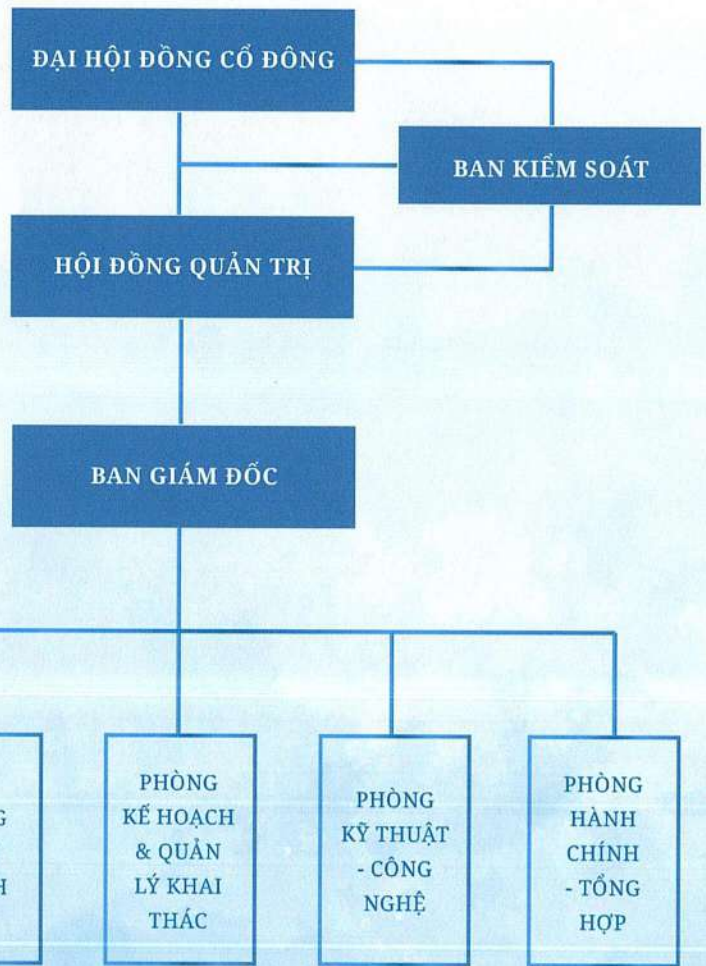 ĐẠI HỘI ĐỒNG CỔ ĐÔNG
BAN KIỂM SOÁT
HỘI ĐỒNG QUẢN TRỊ
BAN GIÁM ĐỐC
PHÒNG
KẾ HOẠCH
& QUẢN
LÝ KHAI
THÁC
PHÒNG
KỸ THUẬT
- CÔNG
NGHỆ
PHÒNG
HÀNH
CHÍNH
- TỔNG
HỢP